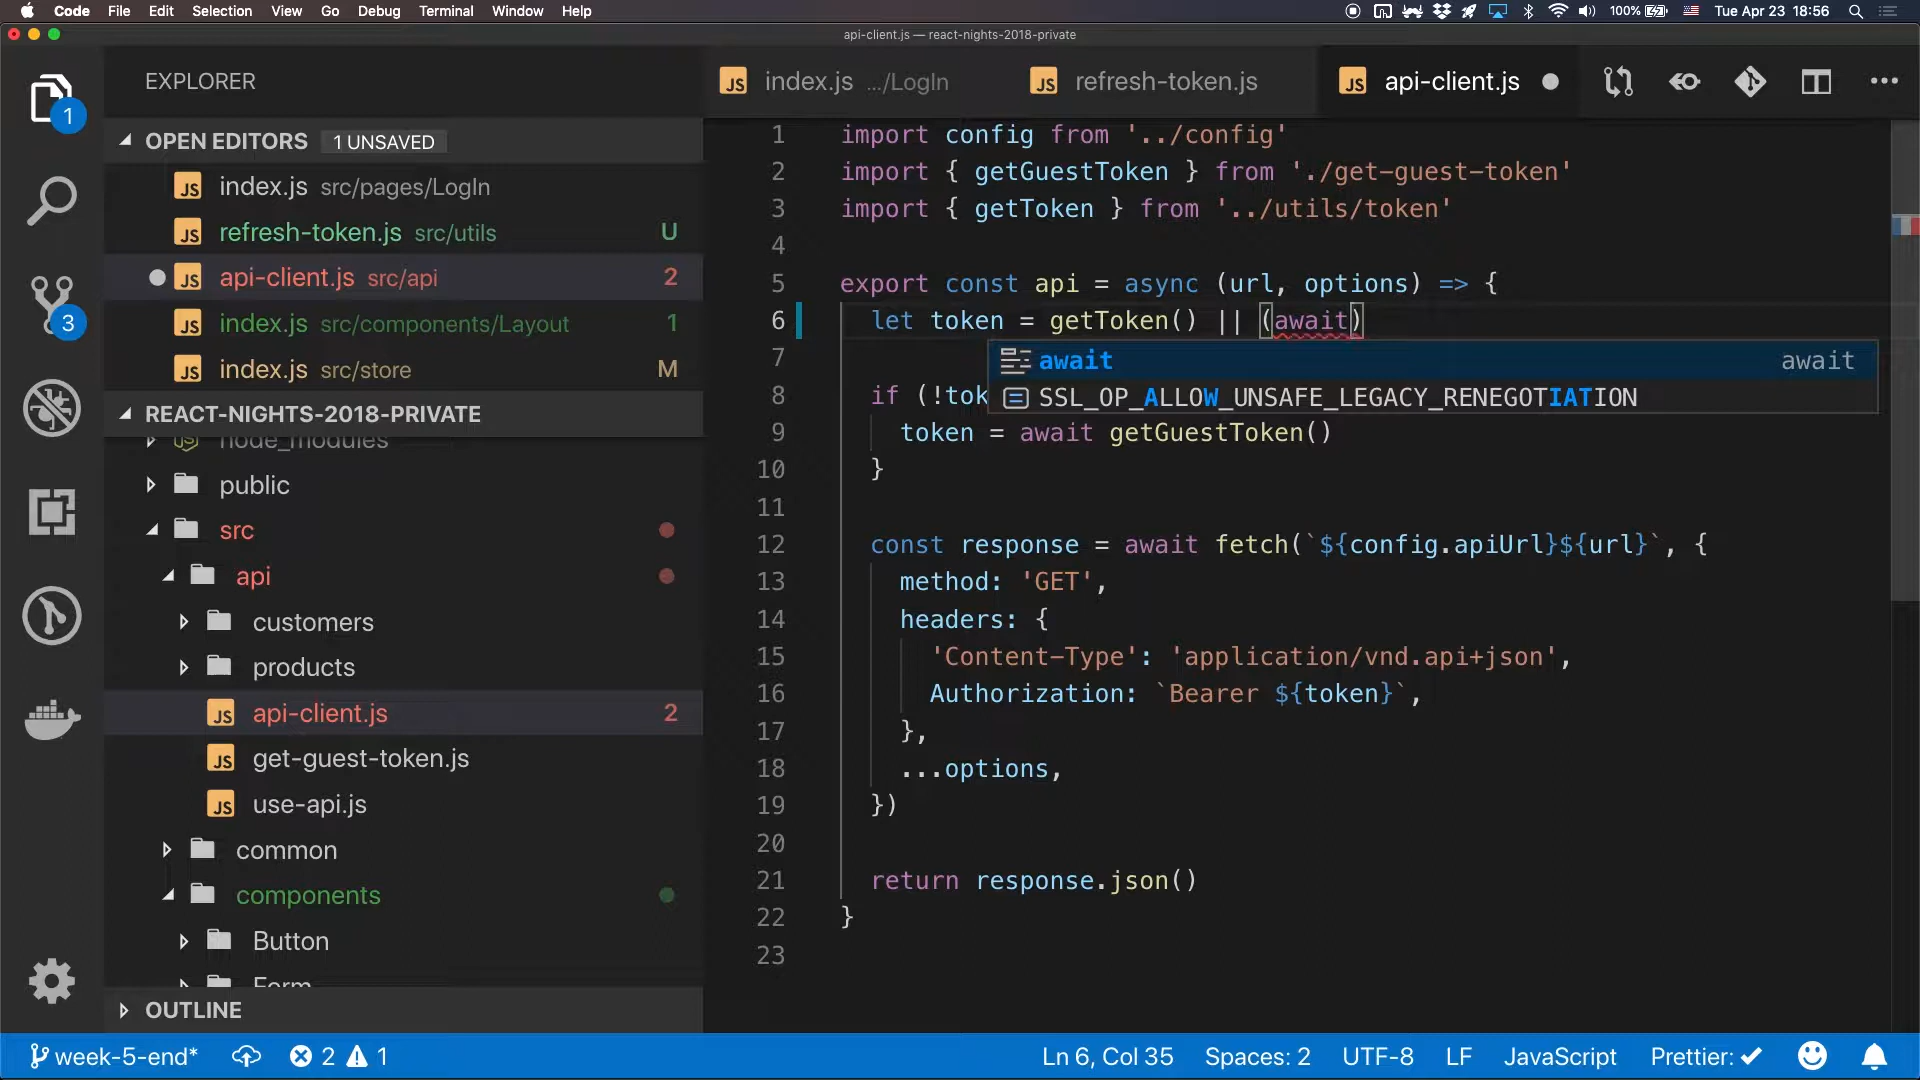 Code File Edit Selection View Go Debug Terminal Window Help 100% Tue Apr 23 18:56
api-client.js — react-nights-2018-private
EXPLORER
index.js .../LogIn
refresh-token.js
api-client.js
1
OPEN EDITORS 1 UNSAVED
index.js src/pages/LogIn
refresh-token.js src/utils U
api-client.js src/api 2
index.js src/components/Layout 1
index.js src/store M
3
REACT-NIGHTS-2018-PRIVATE
node_modules
public
src
api
customers
products
api-client.js 2
get-guest-token.js
use-api.js
common
components
Button
Form
OUTLINE
1 import config from '../config'
2 import { getGuestToken } from './get-guest-token'
3 import { getToken } from '../utils/token'
4
5 export const api = async (url, options) => {
6 let token = getToken() || (await)
7
await await
8 if (!tok
SSL_OP_ALLOW_UNSAFE_LEGACY_RENEGOTIATION
9 token = await getGuestToken()
10 }
11
12 const response = await fetch(`${config.apiUrl}${url}`, {
13 method: 'GET',
14 headers: {
15 'Content-Type': 'application/vnd.api+json',
16 Authorization: `Bearer ${token}`,
17 },
18 ...options,
19 })
20
21 return response.json()
22 }
23
week-5-end* 2 1 Ln 6, Col 35 Spaces: 2 UTF-8 LF JavaScript Prettier: ✓